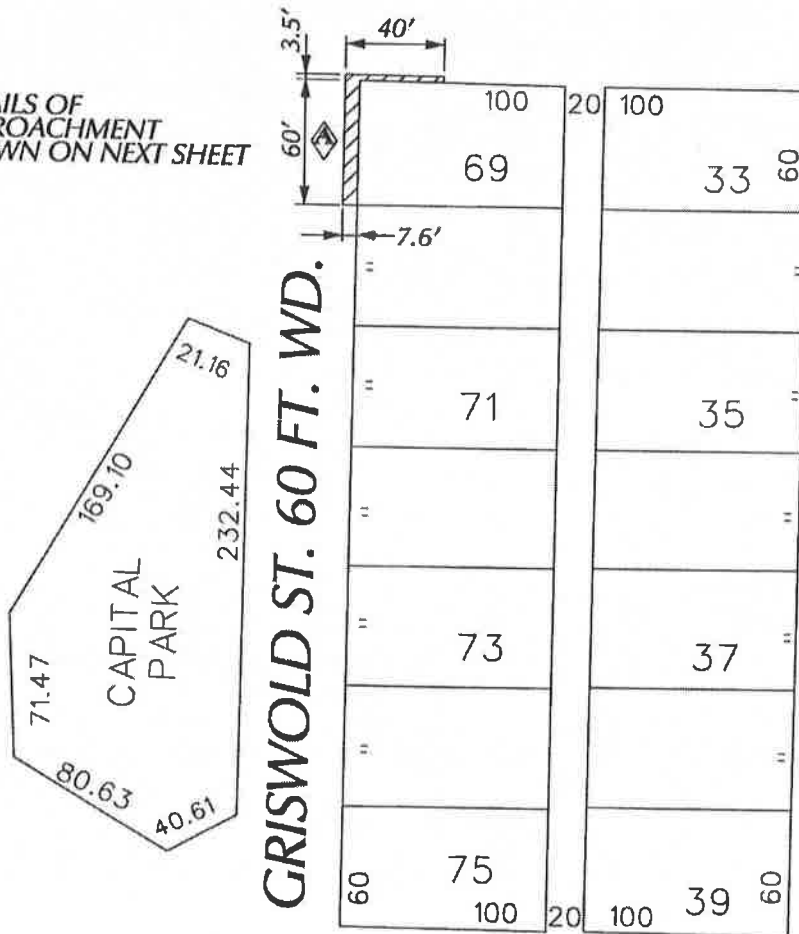 40'
3.5'
AILS OF
ROACHMENT
WN ON NEXT SHEET
60'
100 20 100
69 33 60
7.6'
GRISWOLD ST. 60 FT. WD.
21.16
71 35
169.10
232.44
CAPITAL
PARK
73 37
71.47
80.63
40.61
60 75 39 60
100 20 100